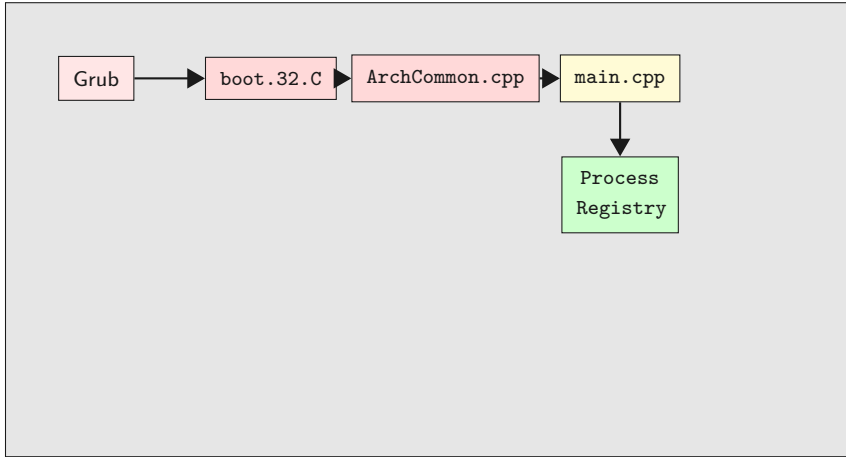 Grub
boot.32.C
ArchCommon.cpp
main.cpp
Process
Registry